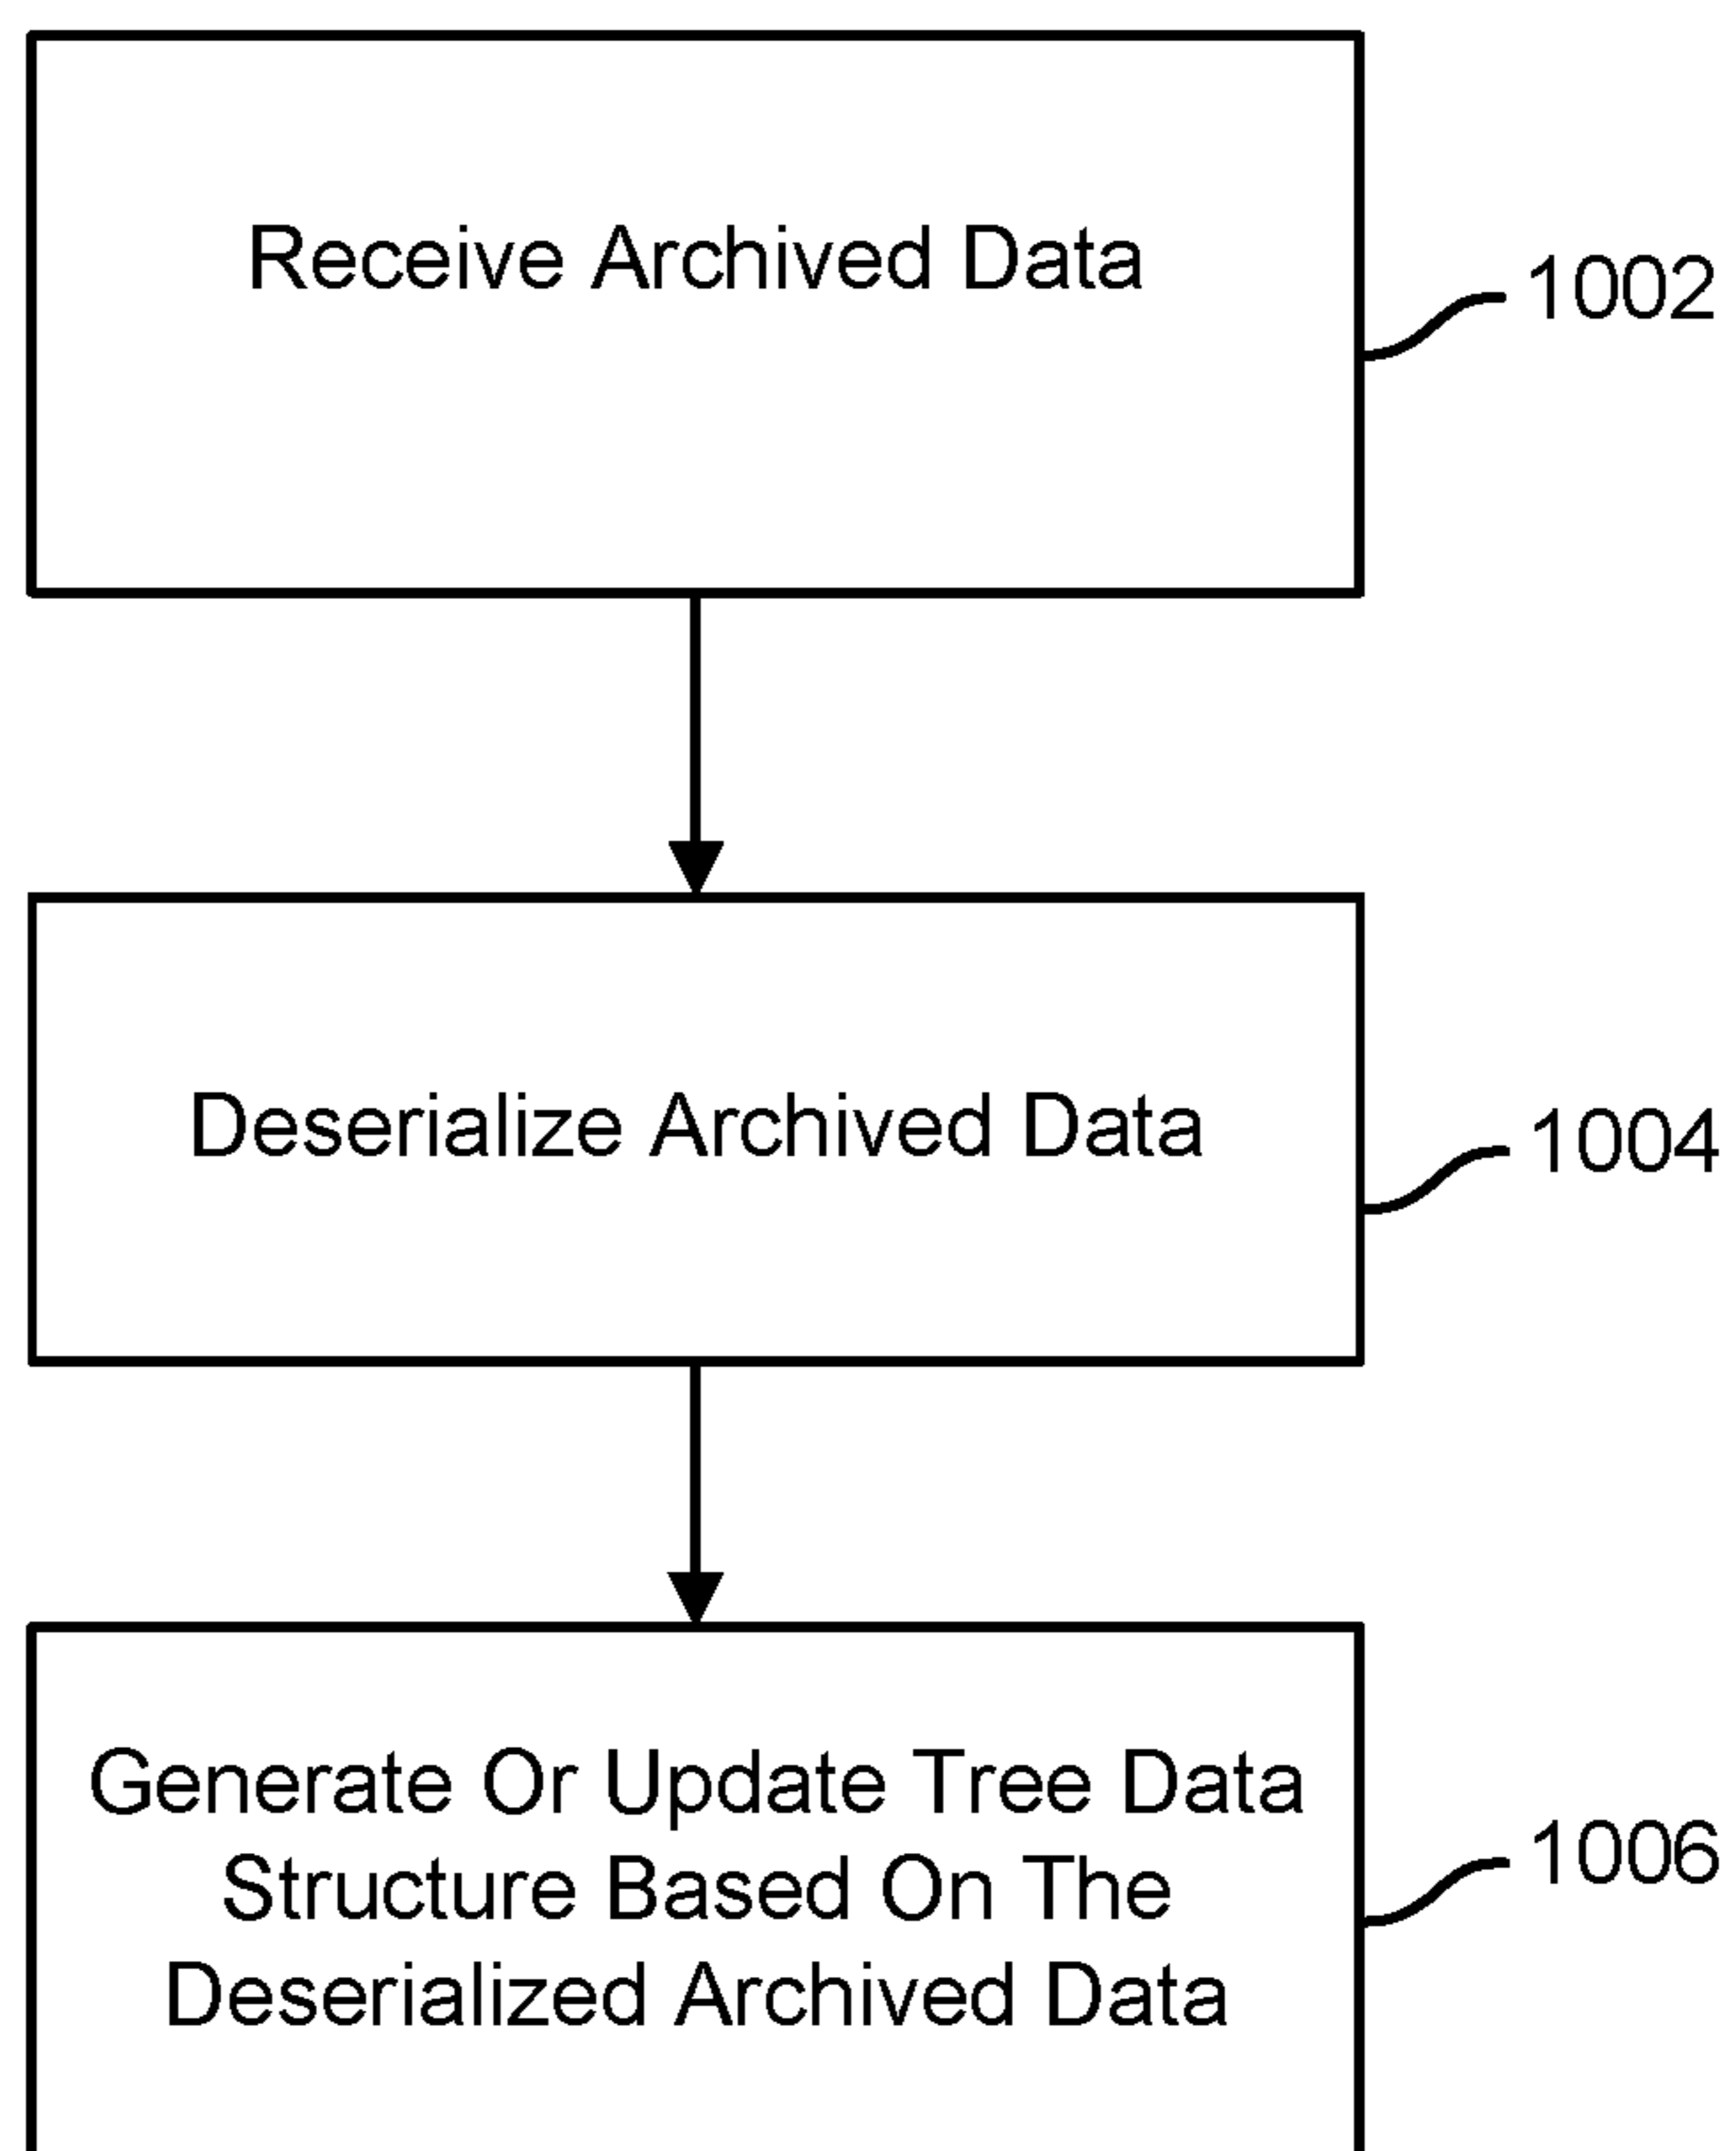 Receive Archived Data
1002
Deserialize Archived Data
1004
Generate Or Update Tree Data
Structure Based On The
Deserialized Archived Data
1006